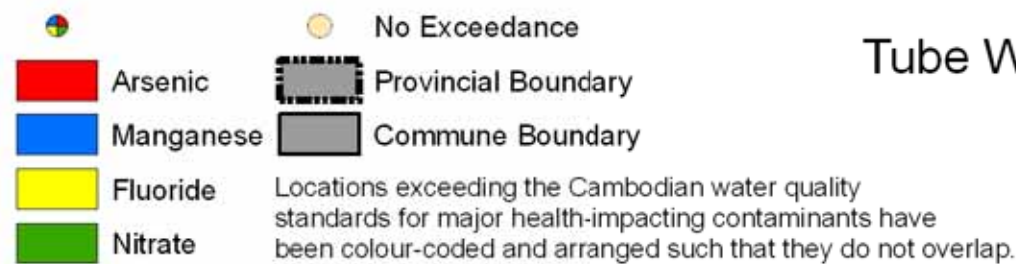 No Exceedance
Tube W
Arsenic
Provincial Boundary
Manganese
Commune Boundary
Fluoride
Nitrate
Locations exceeding the Cambodian water quality
standards for major health-impacting contaminants have
been colour-coded and arranged such that they do not overlap.